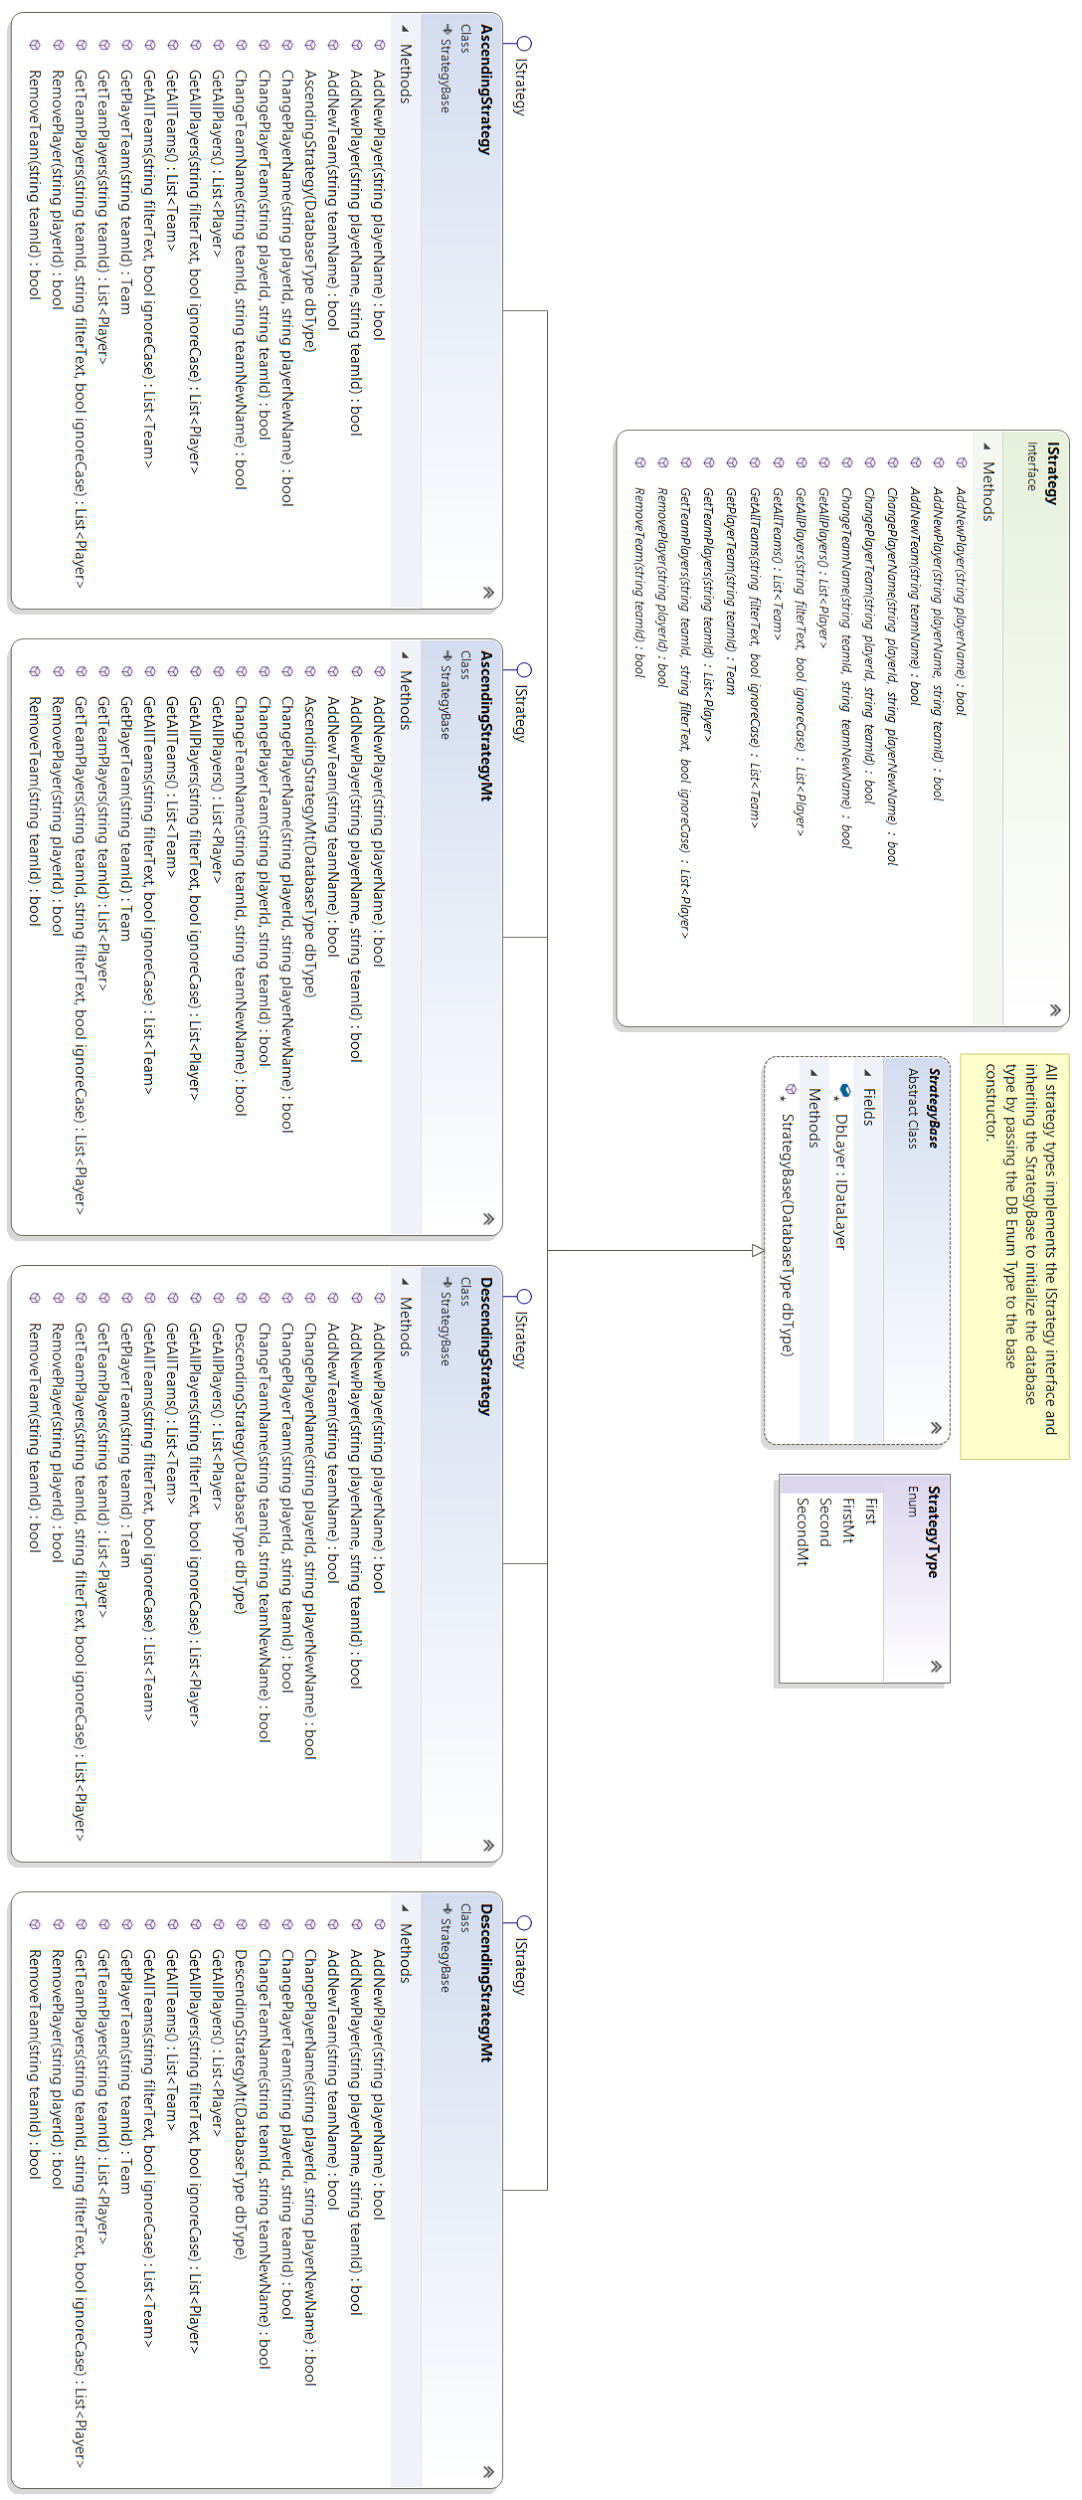 IStrategy
Interface
Methods
AddNewPlayer(string playerName) : bool
AddNewPlayer(string playerName, string teamId) : bool
AddNewTeam(string teamName) : bool
ChangePlayerName(string playerId, string playerNewName) : bool
ChangePlayerTeam(string playerId, string teamId) : bool
ChangeTeamName(string teamId, string teamNewName) : bool
GetAllPlayers() : List<Player>
GetAllPlayers(string filterText, bool ignoreCase) : List<Player>
GetAllTeams() : List<Team>
GetAllTeams(string filterText, bool ignoreCase) : List<Team>
GetPlayerTeam(string teamId) : Team
GetTeamPlayers(string teamId) : List<Player>
GetTeamPlayers(string teamId, string filterText, bool ignoreCase) : List<Player>
RemovePlayer(string playerId) : bool
RemoveTeam(string teamId) : bool
All strategy types implements the IStrategy interface and
inheriting the StrategyBase to initialize the database
type by passing the DB Enum Type to the base
constructor.
StrategyBase
Abstract Class
Fields
DbLayer : IDataLayer
Methods
StrategyBase(DatabaseType dbType)
StrategyType
Enum
First
FirstMt
Second
SecondMt
IStrategy
AscendingStrategy
Class
StrategyBase
Methods
AddNewPlayer(string playerName) : bool
AddNewPlayer(string playerName, string teamId) : bool
AddNewTeam(string teamName) : bool
AscendingStrategy(DatabaseType dbType)
ChangePlayerName(string playerId, string playerNewName) : bool
ChangePlayerTeam(string playerId, string teamId) : bool
ChangeTeamName(string teamId, string teamNewName) : bool
GetAllPlayers() : List<Player>
GetAllPlayers(string filterText, bool ignoreCase) : List<Player>
GetAllTeams() : List<Team>
GetAllTeams(string filterText, bool ignoreCase) : List<Team>
GetPlayerTeam(string teamId) : Team
GetTeamPlayers(string teamId) : List<Player>
GetTeamPlayers(string teamId, string filterText, bool ignoreCase) : List<Player>
RemovePlayer(string playerId) : bool
RemoveTeam(string teamId) : bool
IStrategy
AscendingStrategyMt
Class
StrategyBase
Methods
AddNewPlayer(string playerName) : bool
AddNewPlayer(string playerName, string teamId) : bool
AddNewTeam(string teamName) : bool
AscendingStrategyMt(DatabaseType dbType)
ChangePlayerName(string playerId, string playerNewName) : bool
ChangePlayerTeam(string playerId, string teamId) : bool
ChangeTeamName(string teamId, string teamNewName) : bool
GetAllPlayers() : List<Player>
GetAllPlayers(string filterText, bool ignoreCase) : List<Player>
GetAllTeams() : List<Team>
GetAllTeams(string filterText, bool ignoreCase) : List<Team>
GetPlayerTeam(string teamId) : Team
GetTeamPlayers(string teamId) : List<Player>
GetTeamPlayers(string teamId, string filterText, bool ignoreCase) : List<Player>
RemovePlayer(string playerId) : bool
RemoveTeam(string teamId) : bool
IStrategy
DescendingStrategy
Class
StrategyBase
Methods
AddNewPlayer(string playerName) : bool
AddNewPlayer(string playerName, string teamId) : bool
AddNewTeam(string teamName) : bool
ChangePlayerName(string playerId, string playerNewName) : bool
ChangePlayerTeam(string playerId, string teamId) : bool
ChangeTeamName(string teamId, string teamNewName) : bool
DescendingStrategy(DatabaseType dbType)
GetAllPlayers() : List<Player>
GetAllPlayers(string filterText, bool ignoreCase) : List<Player>
GetAllTeams() : List<Team>
GetAllTeams(string filterText, bool ignoreCase) : List<Team>
GetPlayerTeam(string teamId) : Team
GetTeamPlayers(string teamId) : List<Player>
GetTeamPlayers(string teamId, string filterText, bool ignoreCase) : List<Player>
RemovePlayer(string playerId) : bool
RemoveTeam(string teamId) : bool
IStrategy
DescendingStrategyMt
Class
StrategyBase
Methods
AddNewPlayer(string playerName) : bool
AddNewPlayer(string playerName, string teamId) : bool
AddNewTeam(string teamName) : bool
ChangePlayerName(string playerId, string playerNewName) : bool
ChangePlayerTeam(string playerId, string teamId) : bool
ChangeTeamName(string teamId, string teamNewName) : bool
DescendingStrategyMt(DatabaseType dbType)
GetAllPlayers() : List<Player>
GetAllPlayers(string filterText, bool ignoreCase) : List<Player>
GetAllTeams() : List<Team>
GetAllTeams(string filterText, bool ignoreCase) : List<Team>
GetPlayerTeam(string teamId) : Team
GetTeamPlayers(string teamId) : List<Player>
GetTeamPlayers(string teamId, string filterText, bool ignoreCase) : List<Player>
RemovePlayer(string playerId) : bool
RemoveTeam(string teamId) : bool